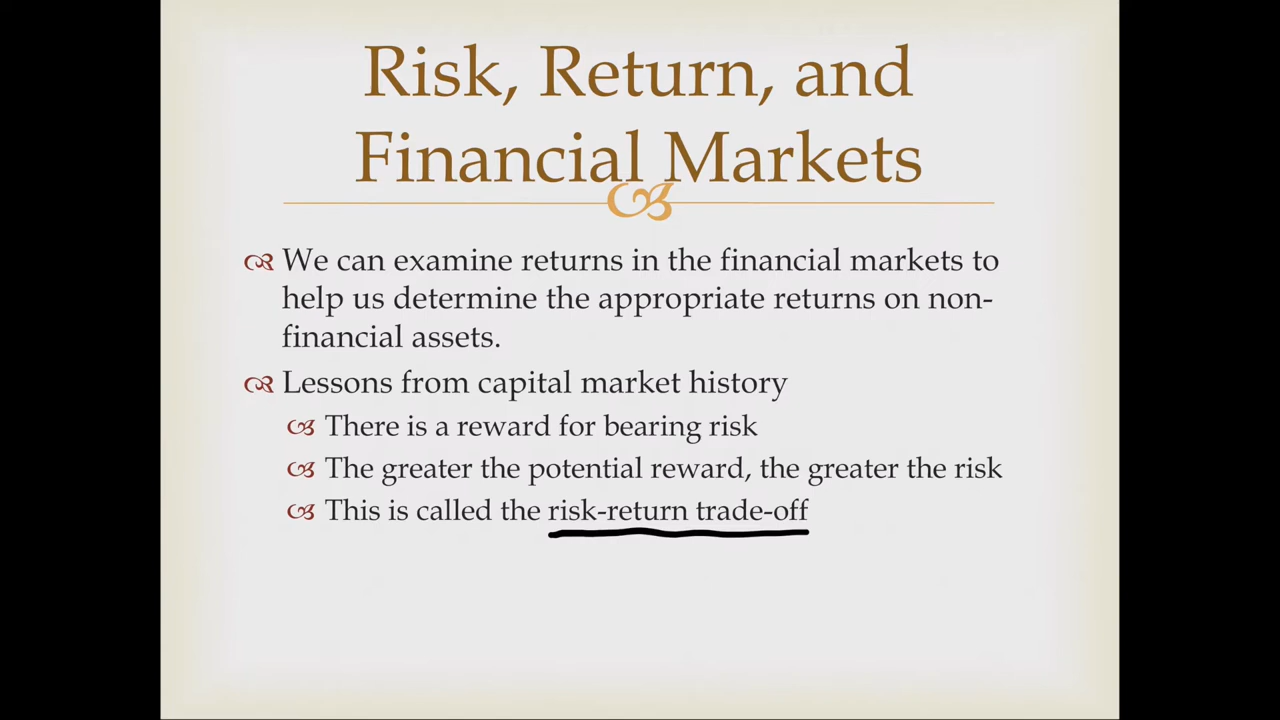 Risk, Return, and
Financial Markets
We can examine returns in the financial markets to
help us determine the appropriate returns on non-
financial assets.
Lessons from capital market history
There is a reward for bearing risk
The greater the potential reward, the greater the risk
This is called the risk-return trade-off